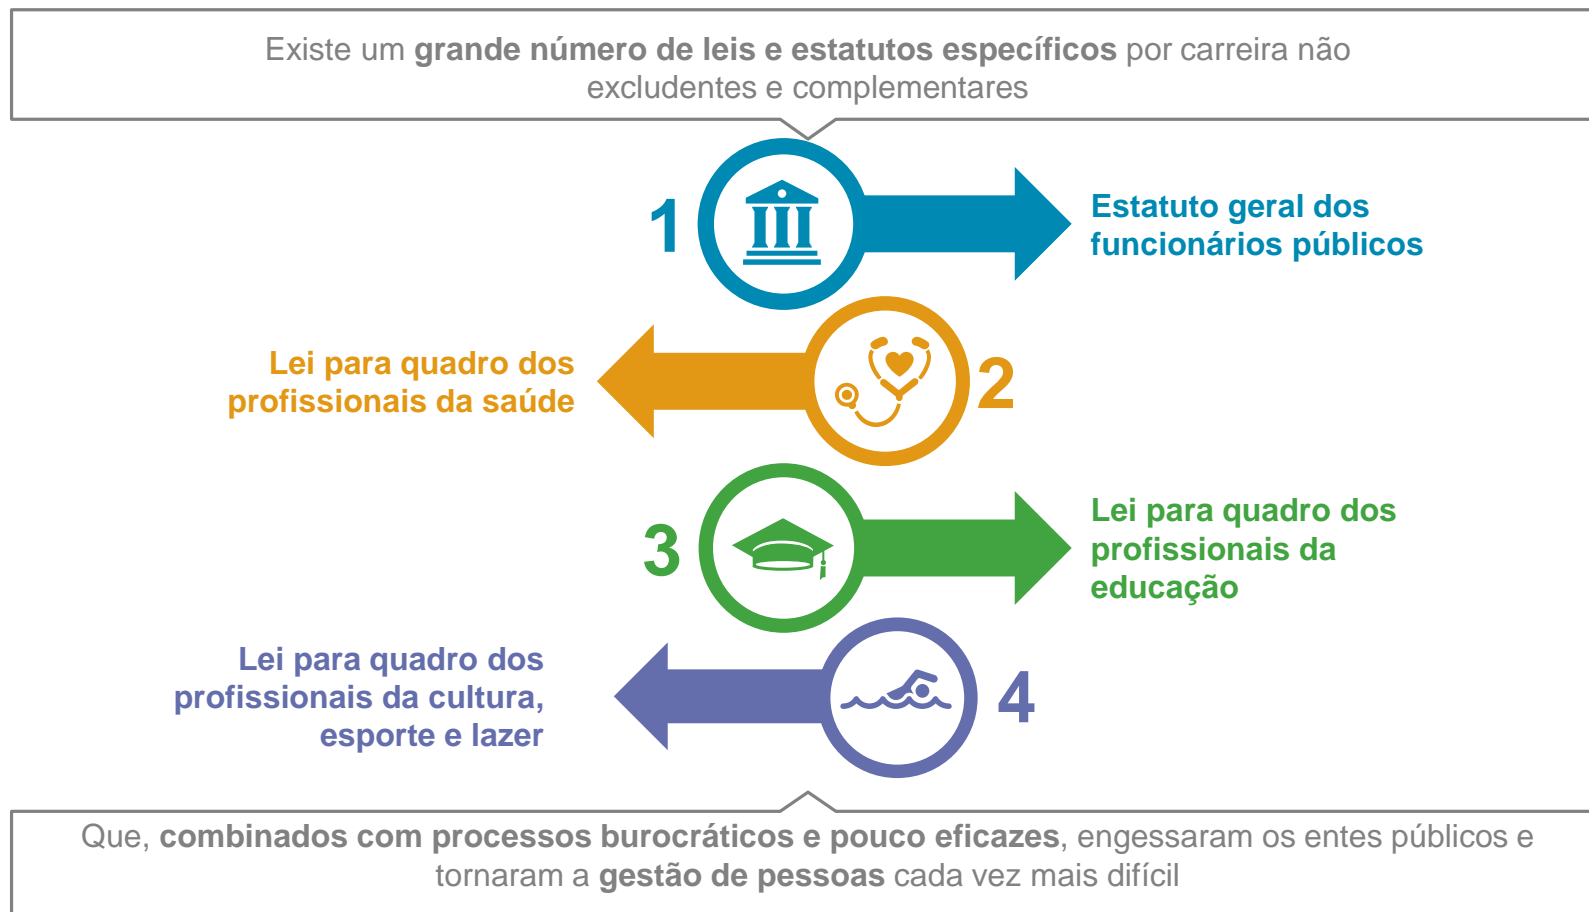 Existe um grande número de leis e estatutos específicos por carreira não
excludentes e complementares
1
Estatuto geral dos
funcionários públicos
Lei para quadro dos
profissionais da saúde
2
3
Lei para quadro dos
profissionais da
educação
Lei para quadro dos
profissionais da cultura,
esporte e lazer
4
Que, combinados com processos burocráticos e pouco eficazes, engessaram os entes públicos e
tornaram a gestão de pessoas cada vez mais difícil